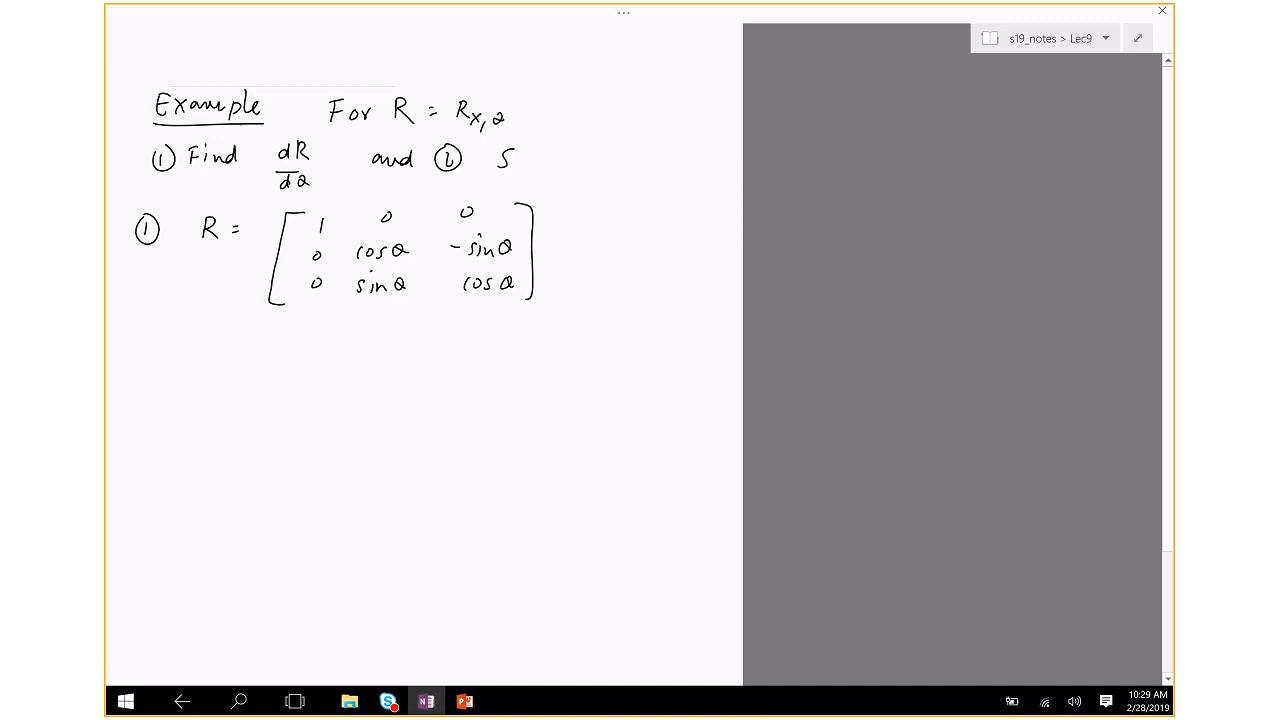 ...
s19_notes > Lec9
Example For R = Rx,θ
① Find dR/dθ and ② S
① R = [ 1 0 0
0 cosθ -sinθ
0 sinθ cosθ ]
10:29 AM
2/28/2019